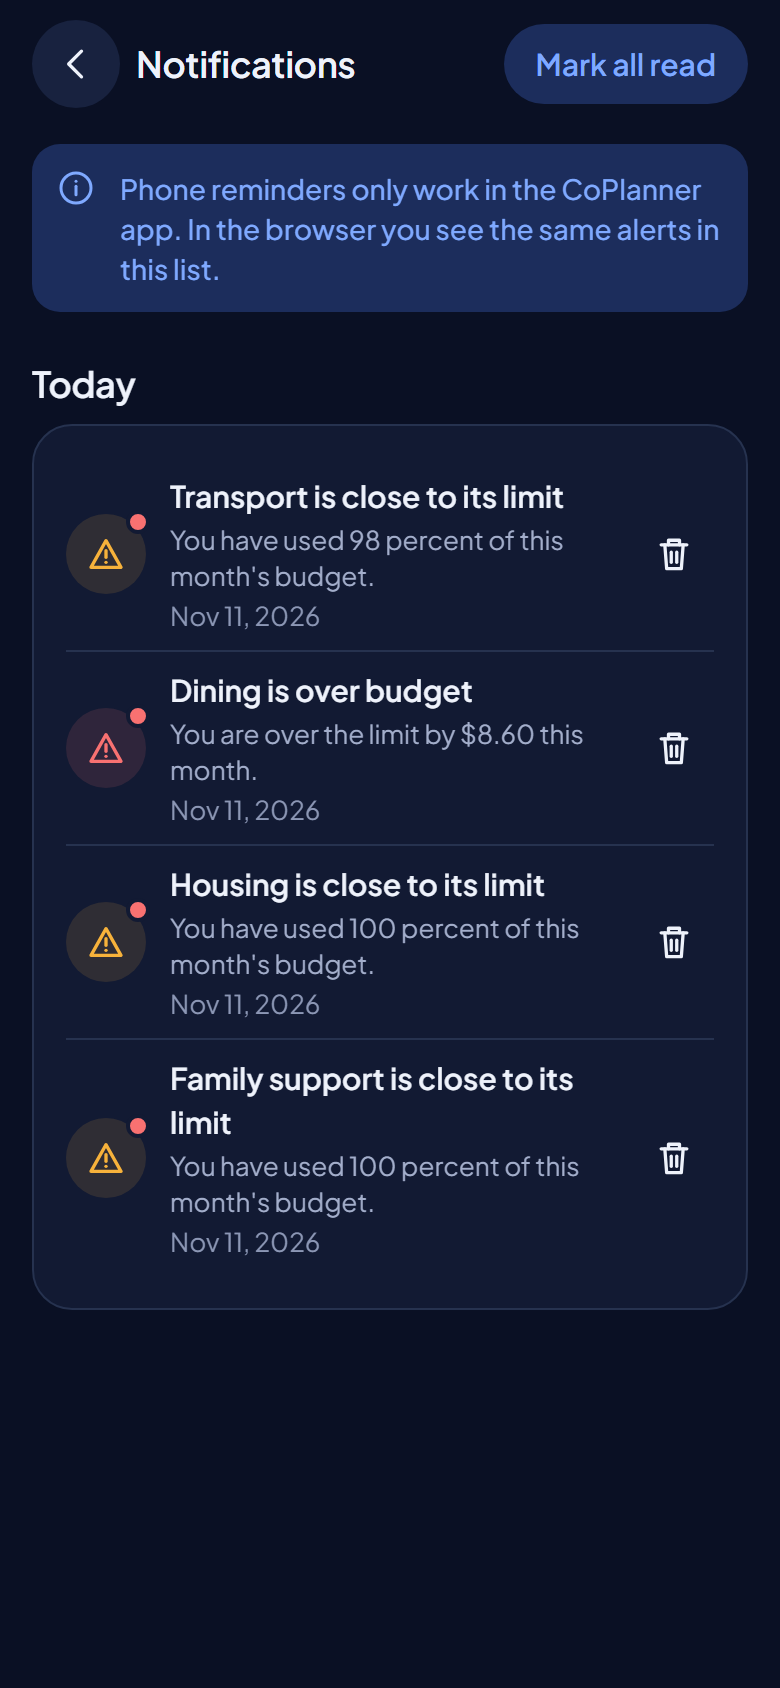 Notifications
Mark all read
Phone reminders only work in the CoPlanner
app. In the browser you see the same alerts in
this list.
Today
Transport is close to its limit
You have used 98 percent of this
month's budget.
Nov 11, 2026
Dining is over budget
You are over the limit by $8.60 this
month.
Nov 11, 2026
Housing is close to its limit
You have used 100 percent of this
month's budget.
Nov 11, 2026
Family support is close to its
limit
You have used 100 percent of this
month's budget.
Nov 11, 2026